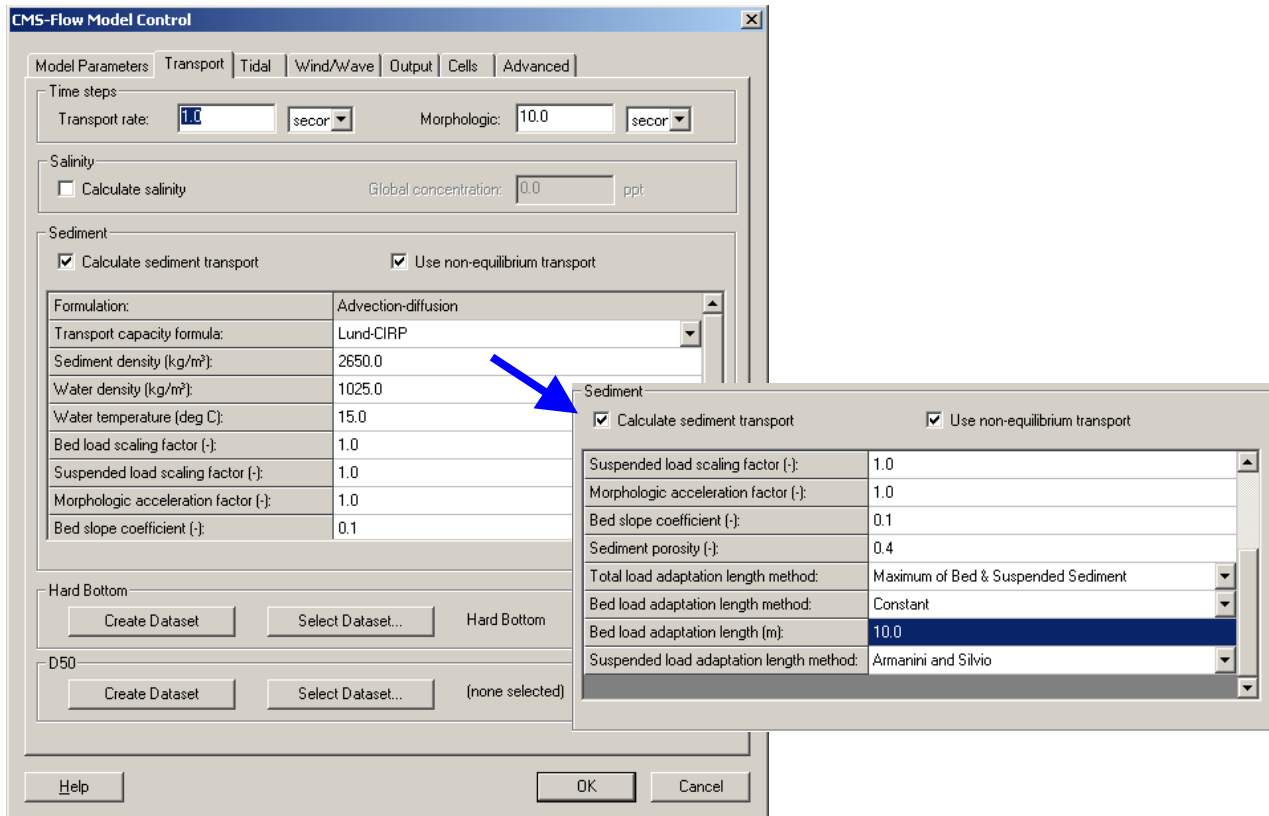 CMS-Flow Model Control
Model Parameters Transport Tidal Wind/Wave Output Cells Advanced
Time steps
Transport rate: 1.0 secor Morphologic: 10.0 secor
Salinity
Calculate salinity Global concentration: 0.0 ppt
Sediment
Calculate sediment transport Use non-equilibrium transport
Formulation: Advection-diffusion
Transport capacity formula: Lund-CIRP
Sediment density (kg/m³): 2650.0
Water density (kg/m³): 1025.0
Water temperature (deg C): 15.0
Bed load scaling factor (-): 1.0
Suspended load scaling factor (-): 1.0
Morphologic acceleration factor (-): 1.0
Bed slope coefficient (-): 0.1
Hard Bottom
Create Dataset Select Dataset... Hard Bottom
D50
Create Dataset Select Dataset... (none selected)
Help OK Cancel
Sediment
Calculate sediment transport Use non-equilibrium transport
Suspended load scaling factor (-): 1.0
Morphologic acceleration factor (-): 1.0
Bed slope coefficient (-): 0.1
Sediment porosity (-): 0.4
Total load adaptation length method: Maximum of Bed & Suspended Sediment
Bed load adaptation length method: Constant
Bed load adaptation length (m): 10.0
Suspended load adaptation length method: Armanini and Silvio